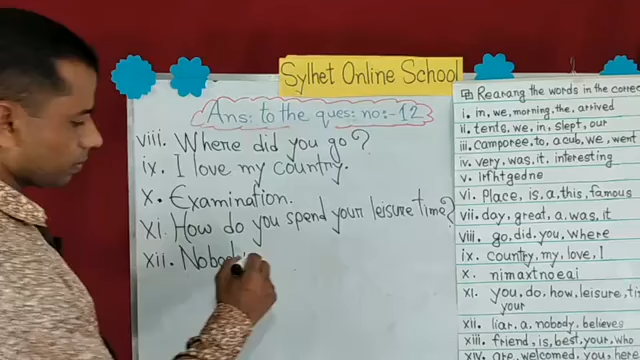 Sylhet Online School
Ans: to the ques: no:-12
viii. Where did you go?
ix. I love my country.
x. Examination.
xi. How do you spend your leisure time?
xii. Nobod
Rearang the words in the correc
i. in, we, morning, the, arrived
ii. tents, we, in, slept, our
iii. camporee, to, a cub, we, went
iv. very, was, it, interesting
v. Irfhtgedne
vi. Place, is, a, this, famous
vii. day, great, a, was, it
viii. go, did, you, where
ix. country, my, love, I
x. nimaxtnoeai
xi. you, do, how, leisure, ti
your
xii. liar, a, nobody, believes
xiii. friend, is, best, your, who
xiv. are, welcomed, you, here